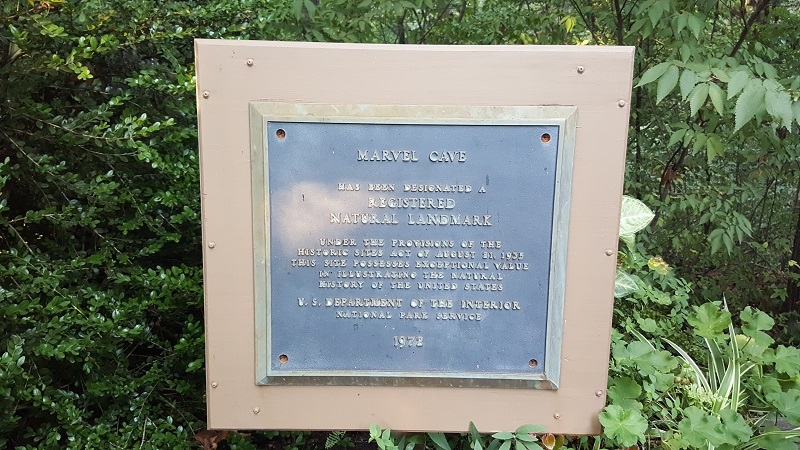 MARVEL CAVE
HAS BEEN DESIGNATED A
REGISTERED
NATURAL LANDMARK
UNDER THE PROVISIONS OF THE
HISTORIC SITES ACT OF AUGUST 21, 1935
THIS SITE POSSESSES EXCEPTIONAL VALUE
IN ILLUSTRATING THE NATURAL
HISTORY OF THE UNITED STATES
U. S. DEPARTMENT OF THE INTERIOR
NATIONAL PARK SERVICE
1972